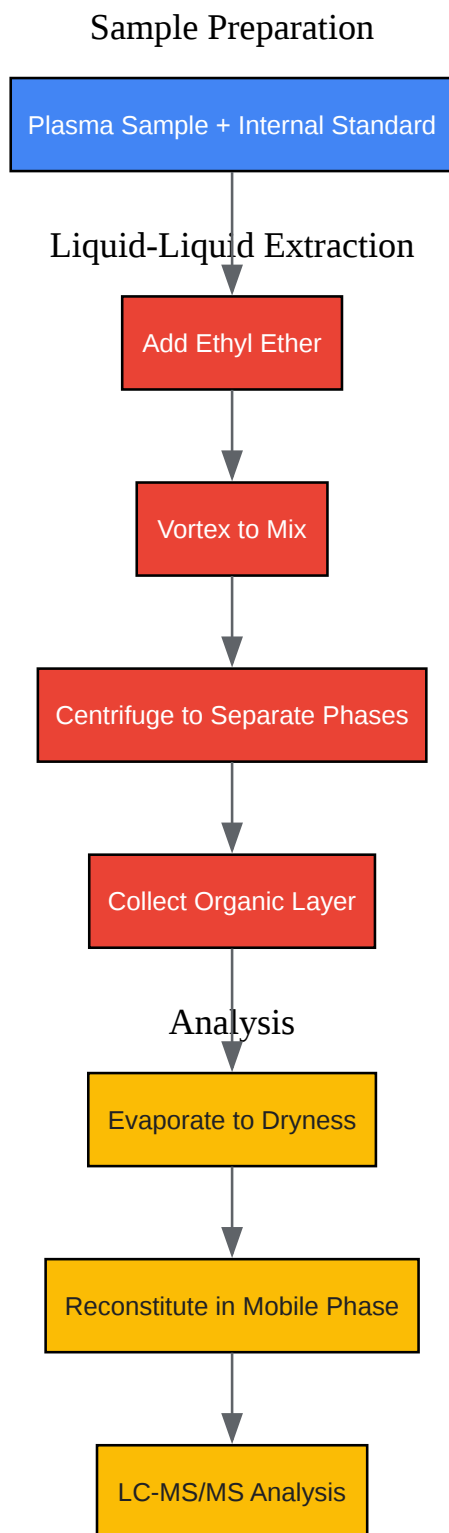 Sample Preparation
Plasma Sample + Internal Standard
Liquid-Liquid Extraction
Add Ethyl Ether
Vortex to Mix
Centrifuge to Separate Phases
Collect Organic Layer
Analysis
Evaporate to Dryness
Reconstitute in Mobile Phase
LC-MS/MS Analysis